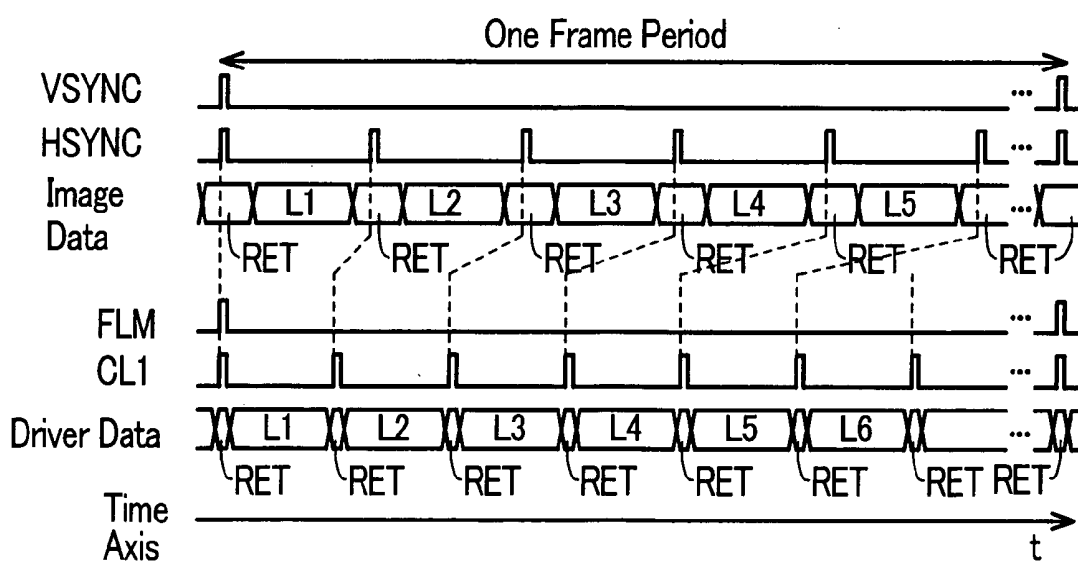 One Frame Period
VSYNC ...
HSYNC ...
Image Data L1 L2 L3 L4 L5 ...
RET RET RET RET RET RET
FLM ...
CL1 ...
Driver Data L1 L2 L3 L4 L5 L6 ...
RET RET RET RET RET RET RET RET
Time Axis t